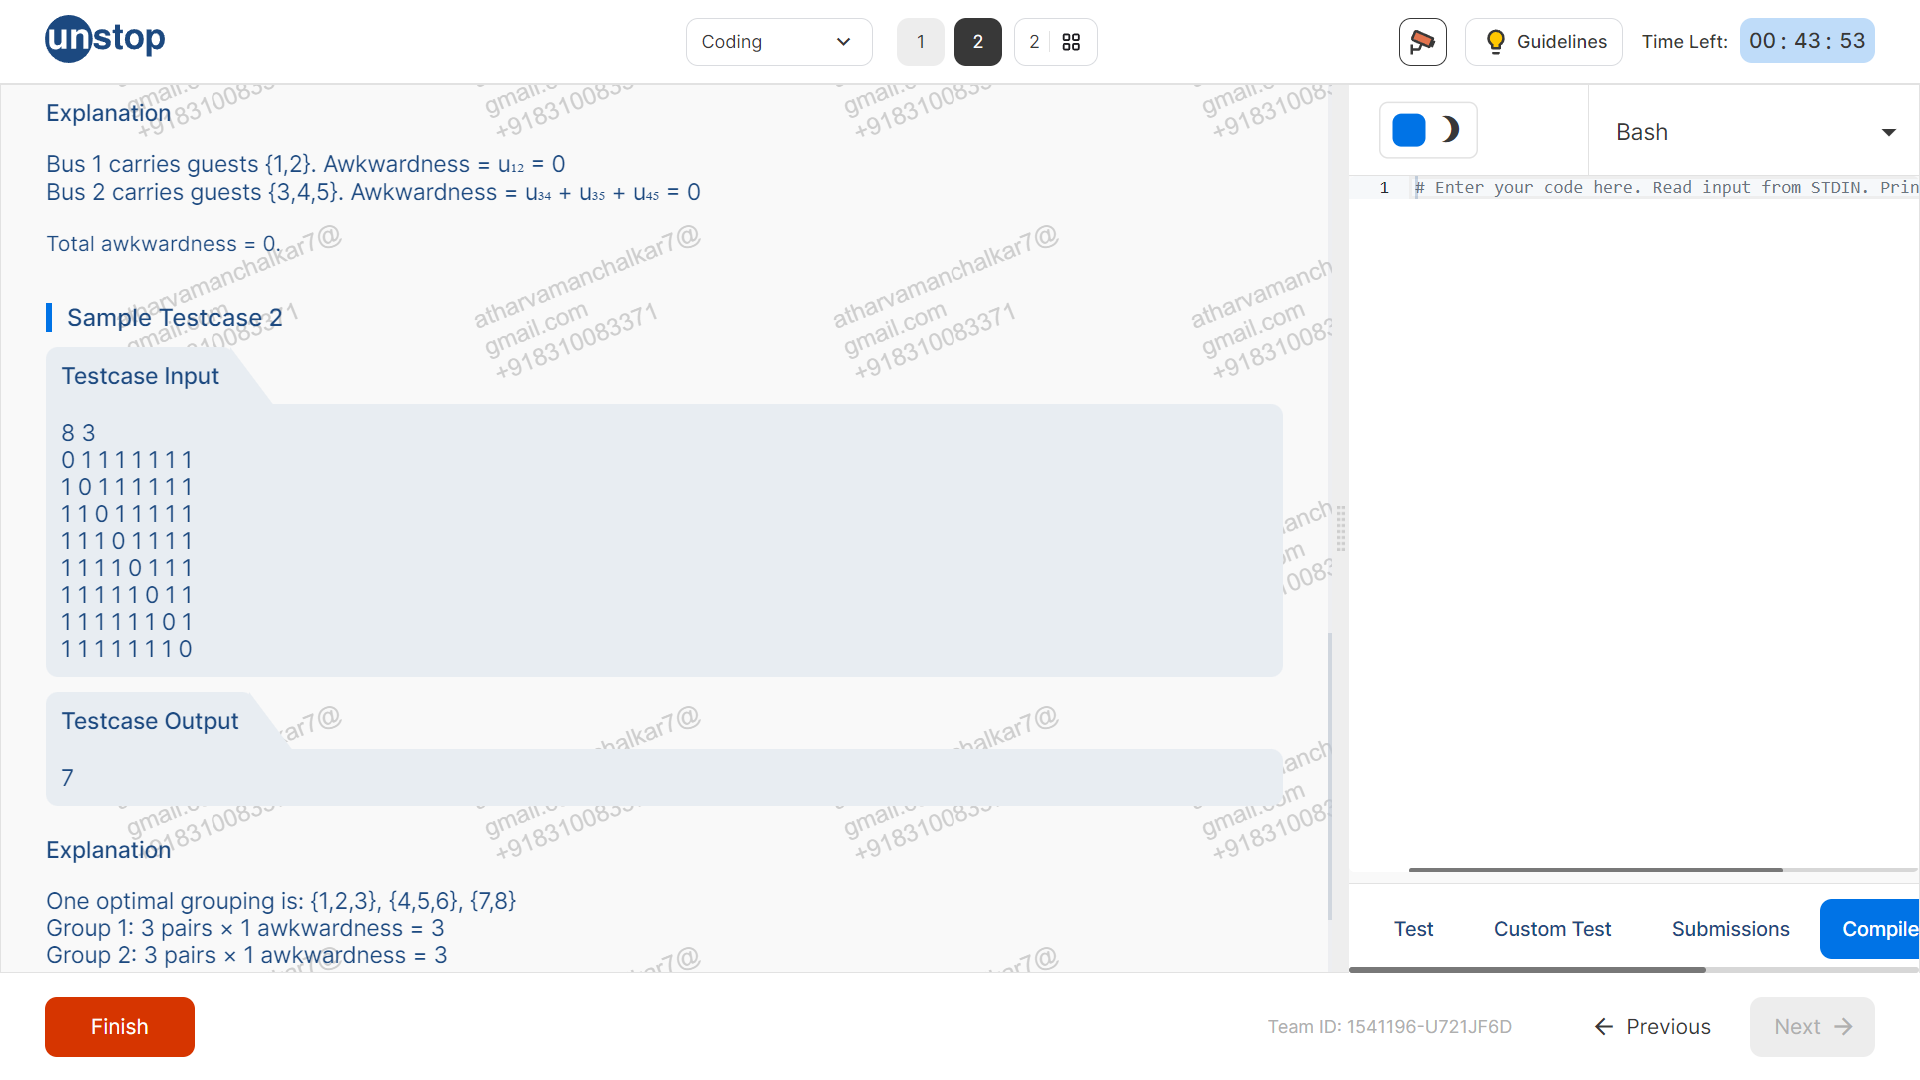 unstop
Coding
1
2
2
Guidelines
Time Left:
00 : 43 : 53
Explanation
Bus 1 carries guests {1,2}. Awkwardness = u₁₂ = 0
Bus 2 carries guests {3,4,5}. Awkwardness = u₃₄ + u₃₅ + u₄₅ = 0
Total awkwardness = 0.
Sample Testcase 2
Testcase Input
8 3
0 1 1 1 1 1 1 1
1 0 1 1 1 1 1 1
1 1 0 1 1 1 1 1
1 1 1 0 1 1 1 1
1 1 1 1 0 1 1 1
1 1 1 1 1 0 1 1
1 1 1 1 1 1 0 1
1 1 1 1 1 1 1 0
Testcase Output
7
Explanation
One optimal grouping is: {1,2,3}, {4,5,6}, {7,8}
Group 1: 3 pairs × 1 awkwardness = 3
Group 2: 3 pairs × 1 awkwardness = 3
atharvamanchalkar7@
gmail.com
+918310083371
atharvamanchalkar7@
gmail.com
+918310083371
Bash
1
# Enter your code here. Read input from STDIN. Prin
Test
Custom Test
Submissions
Compile
Finish
Team ID: 1541196-U721JF6D
Previous
Next